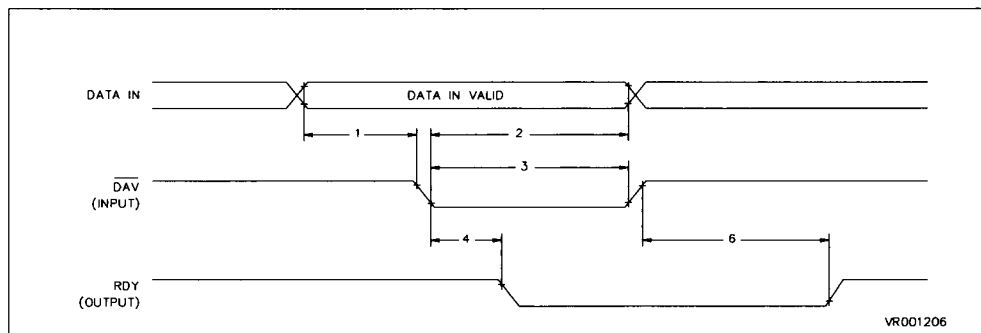 DATA IN
DATA IN VALID
1
2
3
DAV
(INPUT)
4
6
RDY
(OUTPUT)
VR001206